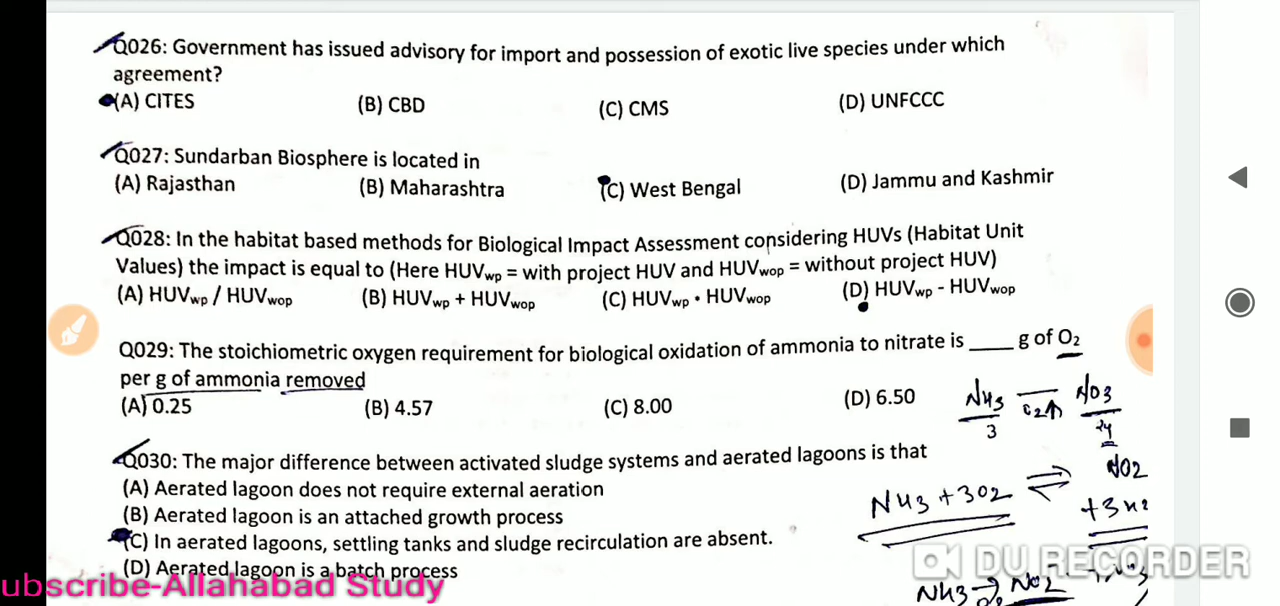 Q026: Government has issued advisory for import and possession of exotic live species under which
agreement?
(A) CITES (B) CBD (C) CMS (D) UNFCCC
Q027: Sundarban Biosphere is located in
(A) Rajasthan (B) Maharashtra (C) West Bengal (D) Jammu and Kashmir
Q028: In the habitat based methods for Biological Impact Assessment considering HUVs (Habitat Unit
Values) the impact is equal to (Here HUVwp = with project HUV and HUVwop = without project HUV)
(A) HUVwp / HUVwop (B) HUVwp + HUVwop (C) HUVwp • HUVwop (D) HUVwp - HUVwop
Q029: The stoichiometric oxygen requirement for biological oxidation of ammonia to nitrate is ____ g of O2
per g of ammonia removed
(A) 0.25 (B) 4.57 (C) 8.00 (D) 6.50
NH3 NO3
3
Q030: The major difference between activated sludge systems and aerated lagoons is that
(A) Aerated lagoon does not require external aeration
(B) Aerated lagoon is an attached growth process
(C) In aerated lagoons, settling tanks and sludge recirculation are absent.
(D) Aerated lagoon is a batch process
NH3 + 3O2 ⇌ NO2
+3H2
NH3 → NO2
DU RECORDER
ubscribe-Allahabad Study